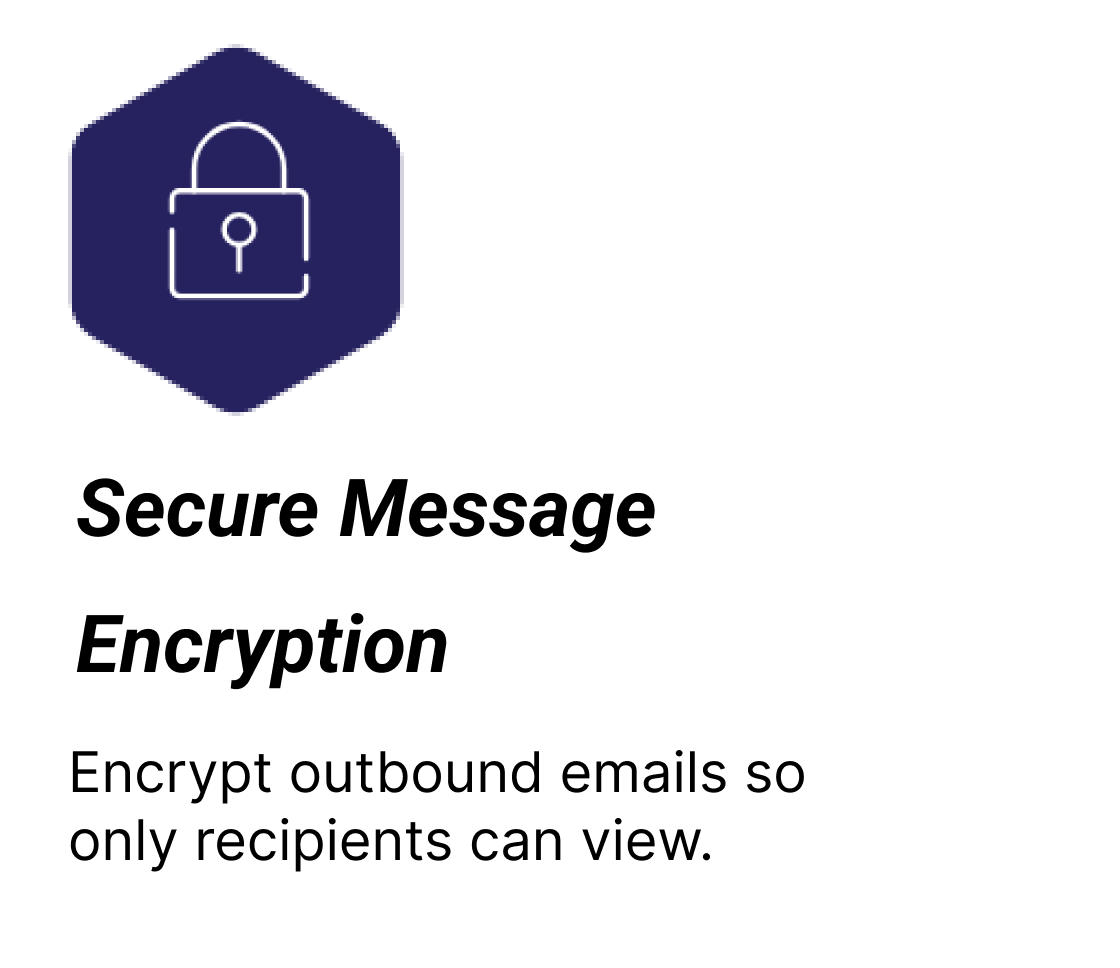 Secure Message
Encryption
Encrypt outbound emails so
only recipients can view.